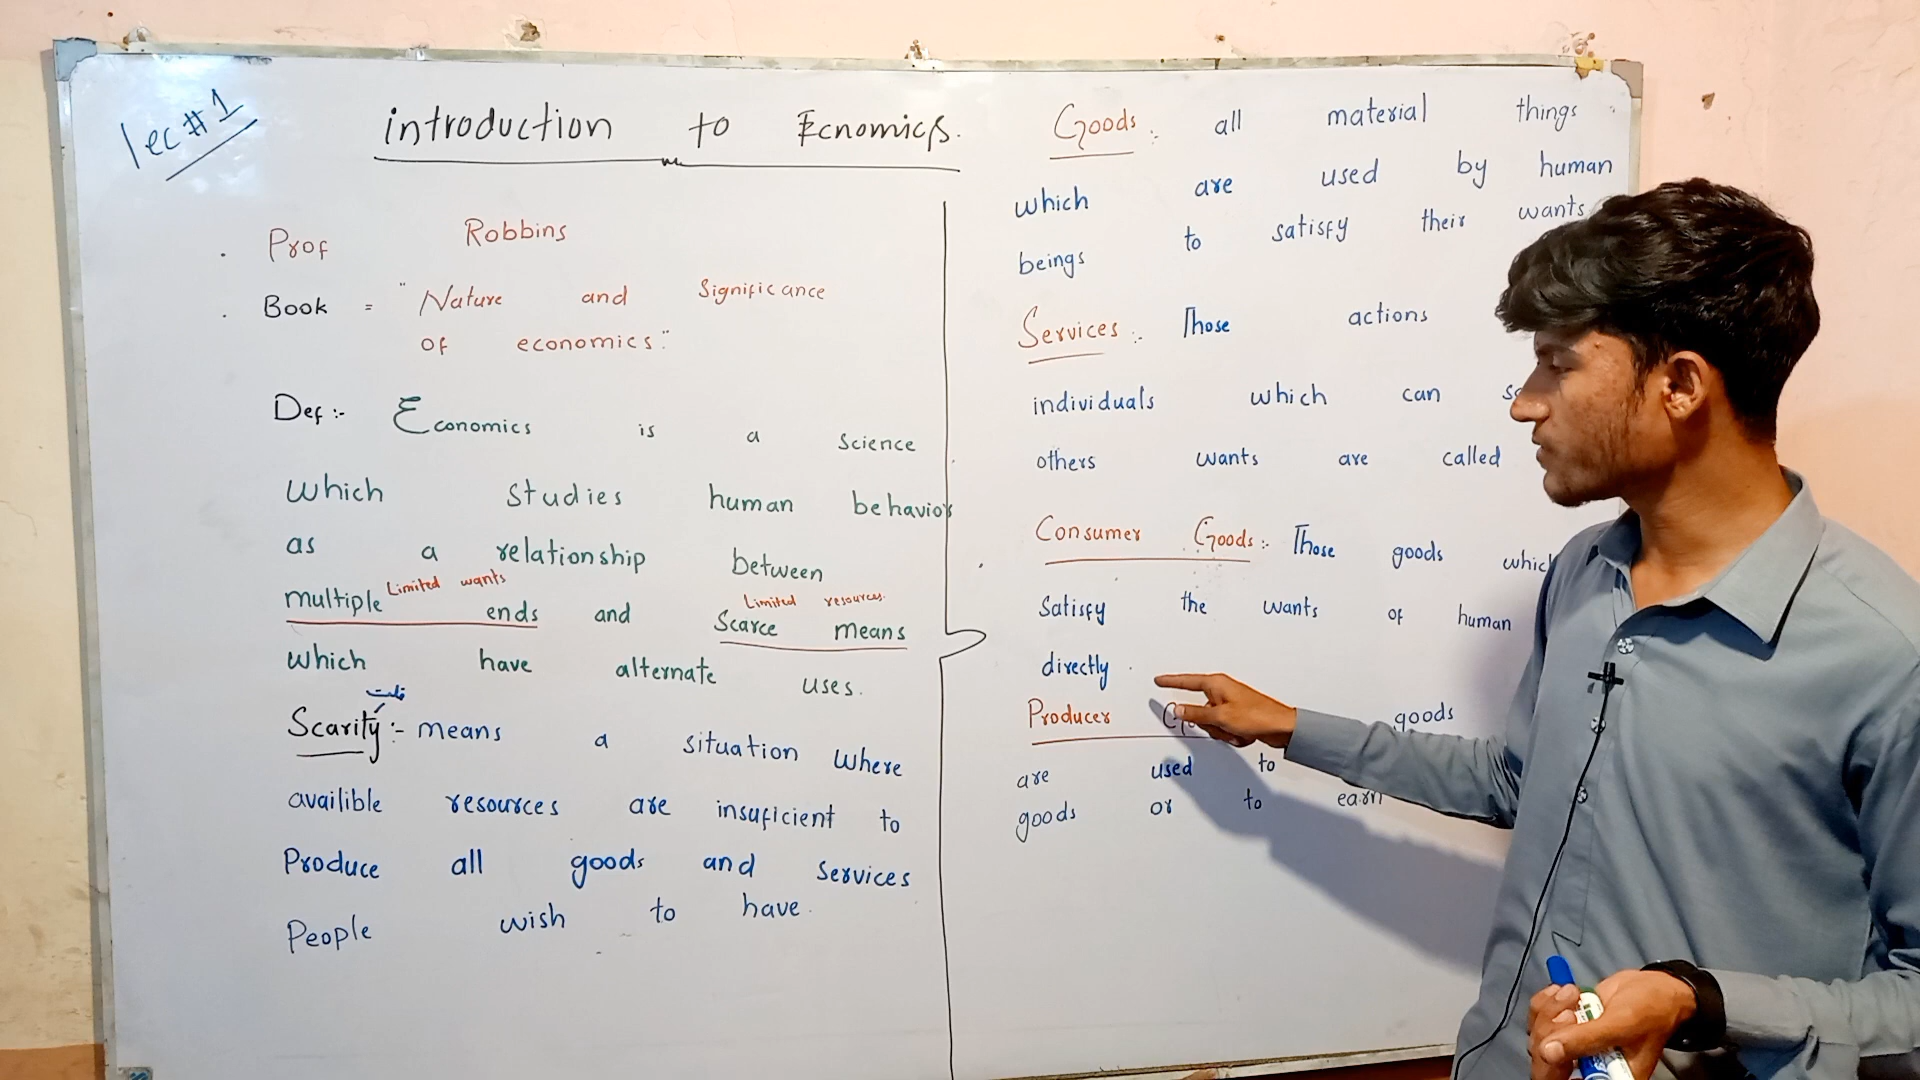 lec #1
introduction to Ecnomics.
. Prof Robbins
. Book = "Nature and Significance
of economics."
Def:- Economics is a science
which studies human behavior
as a relationship between
Limited wants Limited resources.
multiple ends and Scarce means
which have alternate uses.
قلت
Scarity:- means a situation where
availible resources are insuficient to
Produce all goods and services
People wish to have.
Goods:. all material things
which are used by human
beings to satisfy their wants
Services:. Those actions
individuals which can
others wants are called
Consumer Goods:. Those goods which
Satisfy the wants of human
directly.
Producer goods
are used to
goods or to earn